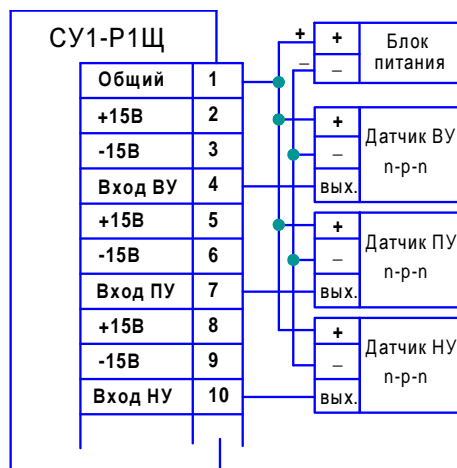 СУ1-Р1Щ
Общий 1
+15В 2
-15В 3
Вход ВУ 4
+15В 5
-15В 6
Вход ПУ 7
+15В 8
-15В 9
Вход НУ 10
+ + Блок
– – питания
+ Датчик ВУ
– n-p-n
вых.
+ Датчик ПУ
– n-p-n
вых.
+ Датчик НУ
– n-p-n
вых.